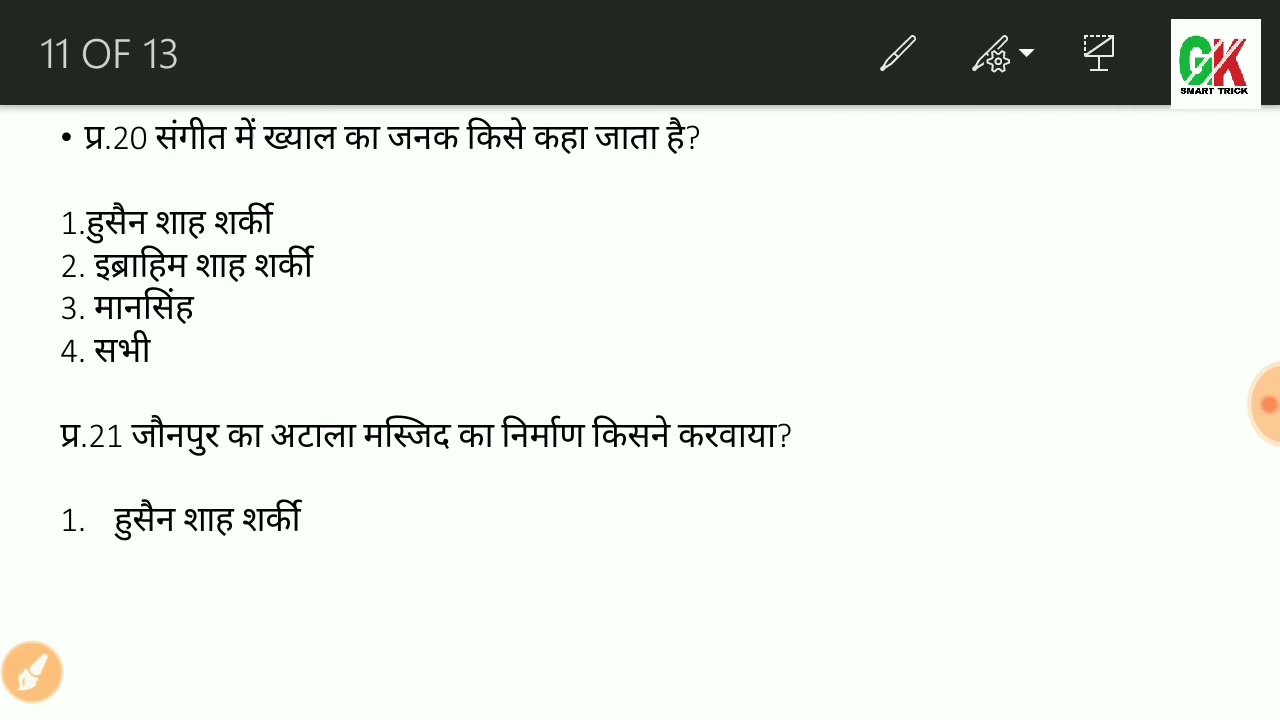 11 OF 13
GK
SMART TRICK
• प्र.20 संगीत में ख्याल का जनक किसे कहा जाता है?
1.हुसैन शाह शर्की
2. इब्राहिम शाह शर्की
3. मानसिंह
4. सभी
प्र.21 जौनपुर का अटाला मस्जिद का निर्माण किसने करवाया?
1. हुसैन शाह शर्की